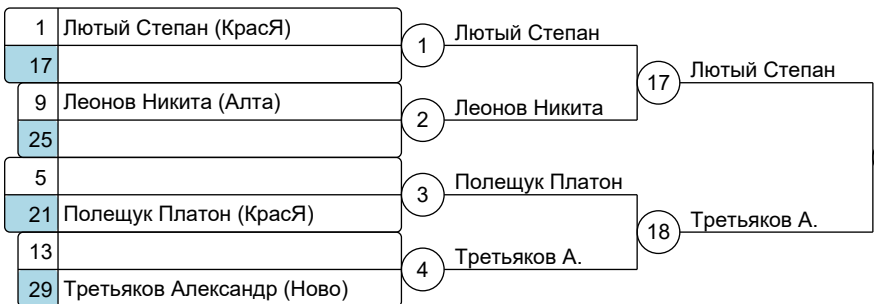 1 Лютый Степан (КрасЯ)
17
1 Лютый Степан
9 Леонов Никита (Алта)
25
2 Леонов Никита
17 Лютый Степан
5
21 Полещук Платон (КрасЯ)
3 Полещук Платон
13
29 Третьяков Александр (Ново)
4 Третьяков А.
18 Третьяков А.